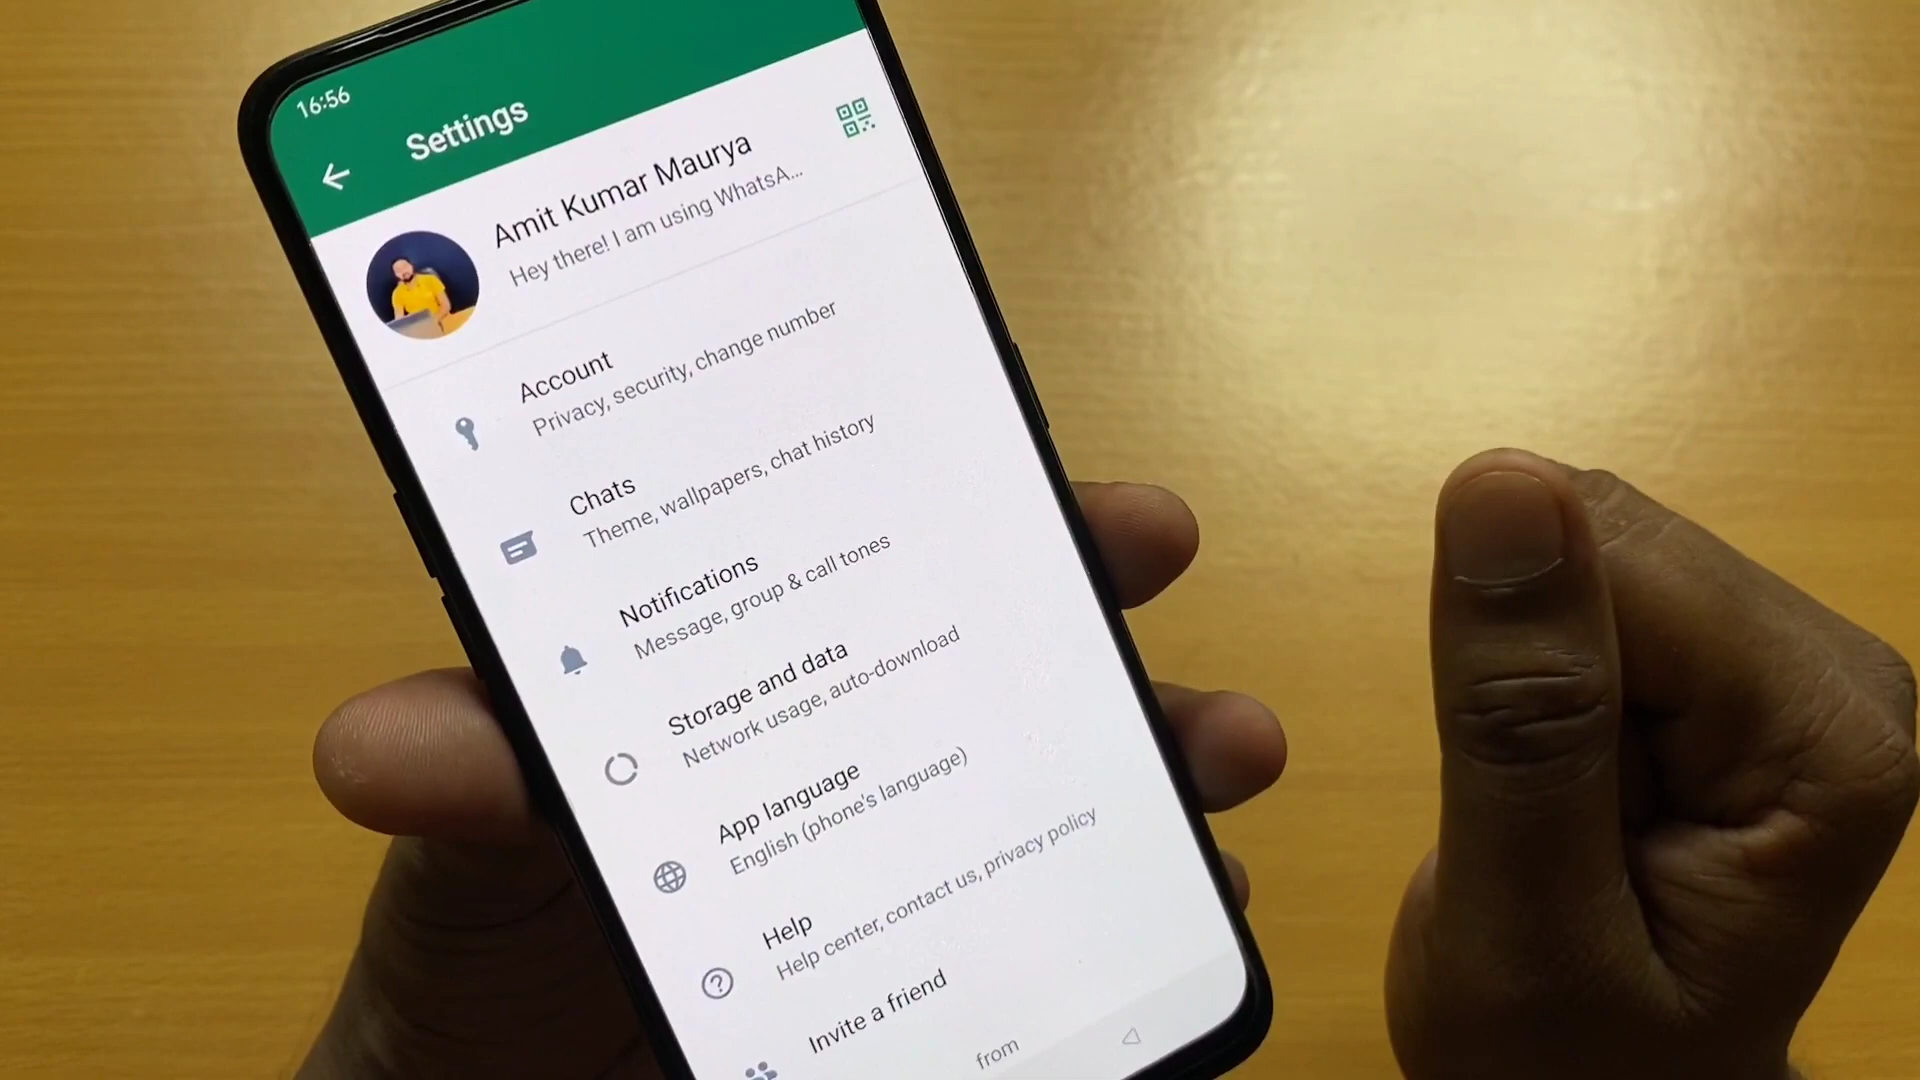 16:56
Settings
Amit Kumar Maurya
Hey there! I am using WhatsA...
Account
Privacy, security, change number
Chats
Theme, wallpapers, chat history
Notifications
Message, group & call tones
Storage and data
Network usage, auto-download
App language
English (phone's language)
Help
Help center, contact us, privacy policy
Invite a friend
from